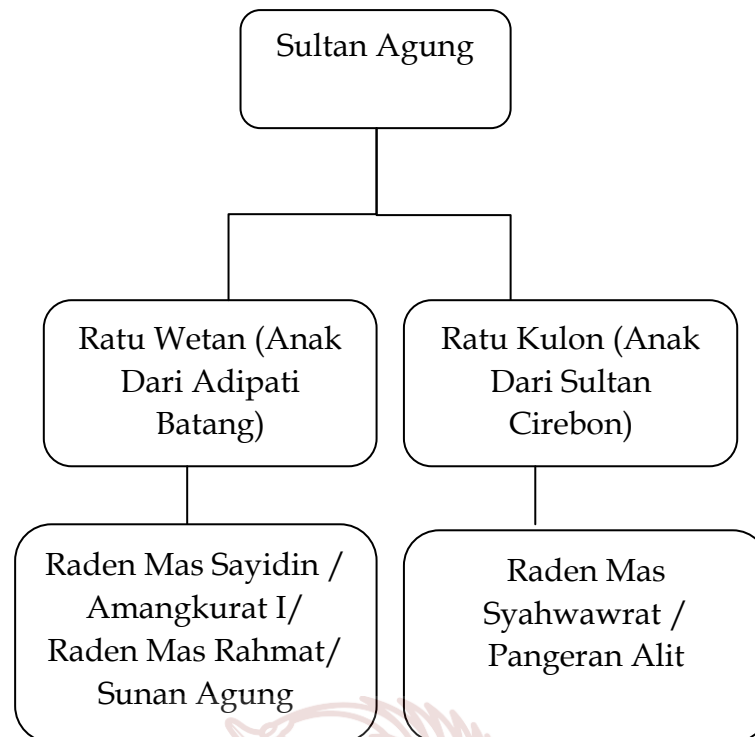 Sultan Agung
Ratu Wetan (Anak
Dari Adipati
Batang)
Ratu Kulon (Anak
Dari Sultan
Cirebon)
Raden Mas Sayidin /
Amangkurat I/
Raden Mas Rahmat/
Sunan Agung
Raden Mas
Syahwawrat /
Pangeran Alit